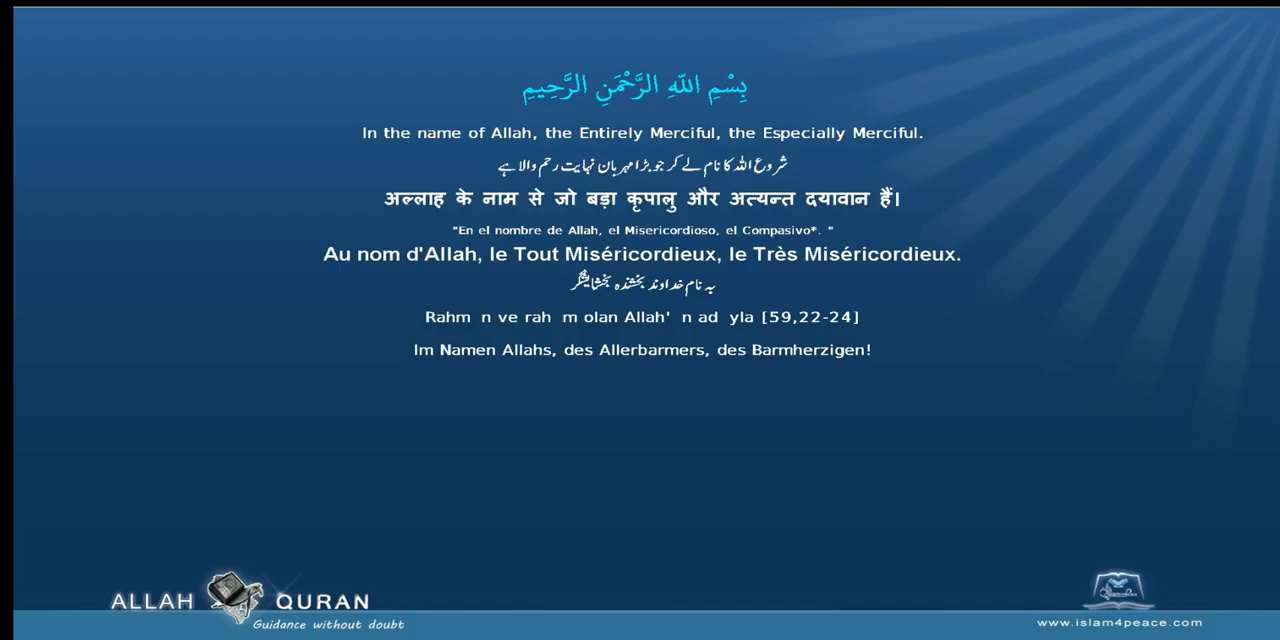 بِسْمِ اللّٰهِ الرَّحْمَنِ الرَّحِيمِ
In the name of Allah, the Entirely Merciful, the Especially Merciful.
شروع الله کا نام لے کر جو بڑا مہربان نہایت رحم والا ہے
अल्लाह के नाम से जो बड़ा कृपालु और अत्यन्त दयावान हैं।
"En el nombre de Allah, el Misericordioso, el Compasivo*. "
Au nom d'Allah, le Tout Miséricordieux, le Très Miséricordieux.
به نام خداوند بخشنده بخشایشگر
Rahm n ve rah m olan Allah' n ad yla [59,22-24]
Im Namen Allahs, des Allerbarmers, des Barmherzigen!
ALLAH QURAN
Guidance without doubt
www.islam4peace.com